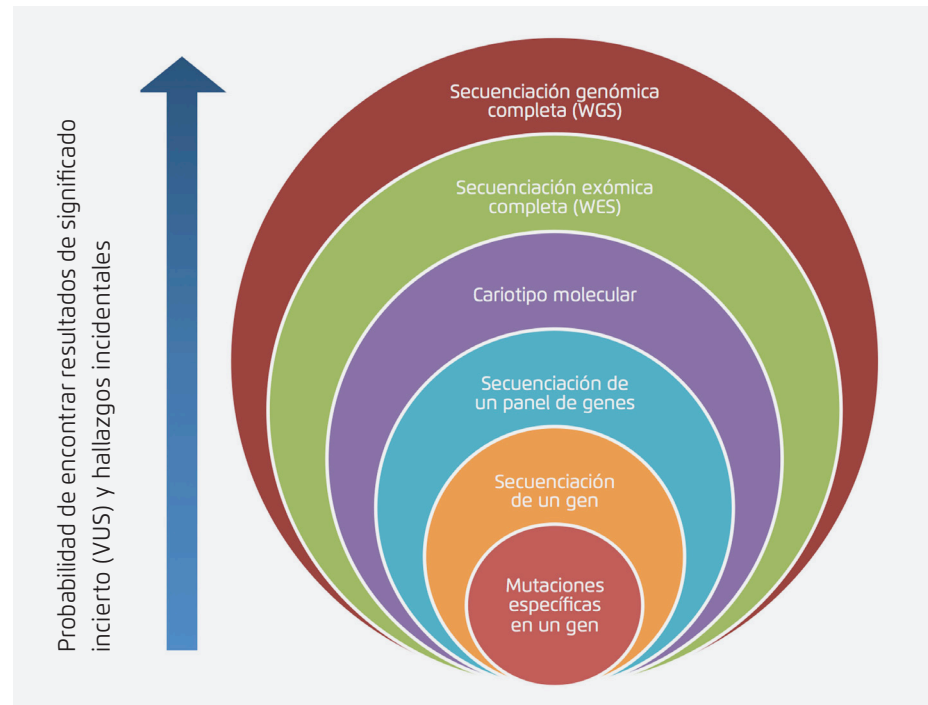 Probabilidad de encontrar resultados de significado
incierto (VUS) y hallazgos incidentales
Secuenciación genómica
completa (WGS)
Secuenciación exómica
completa (WES)
Cariotipo molecular
Secuenciación de
un panel de genes
Secuenciación
de un gen
Mutaciones
específicas
en un gen